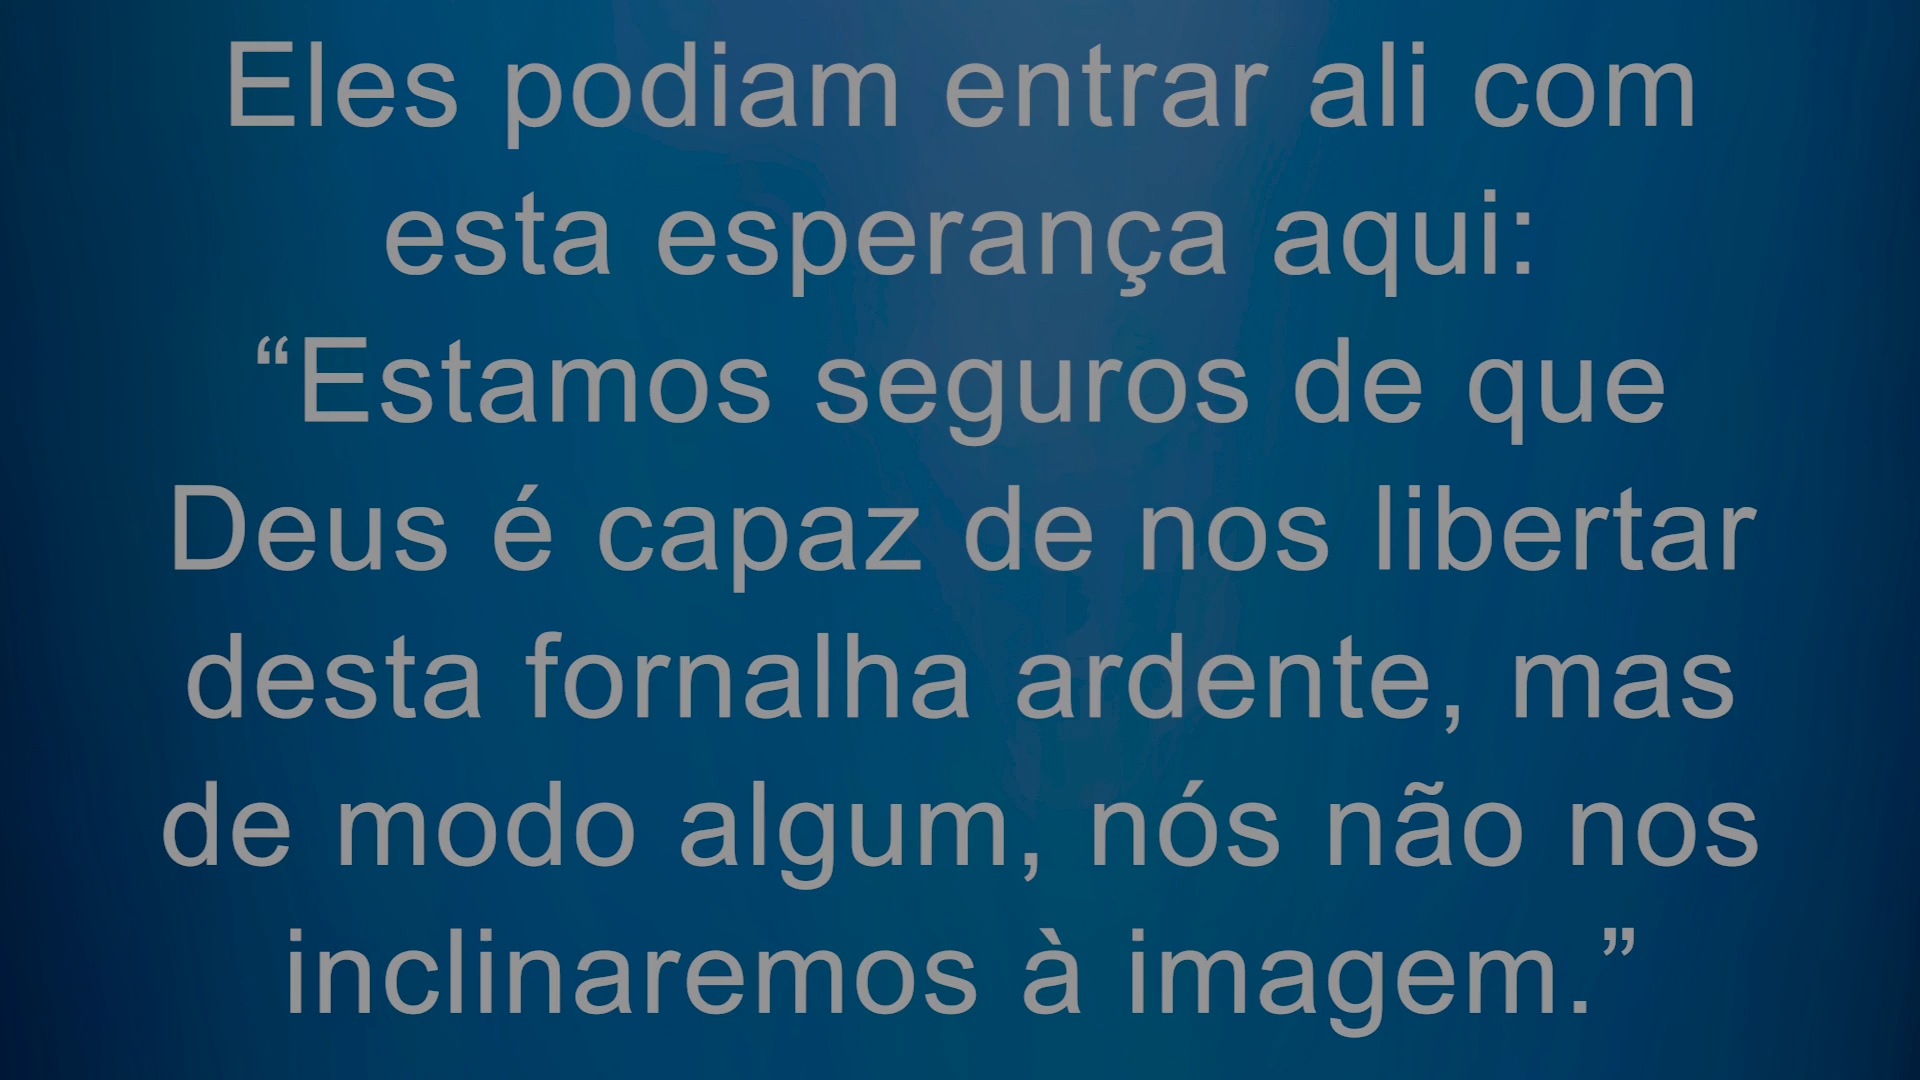 Eles podiam entrar ali com
esta esperança aqui:
“Estamos seguros de que
Deus é capaz de nos libertar
desta fornalha ardente, mas
de modo algum, nós não nos
inclinaremos à imagem.”